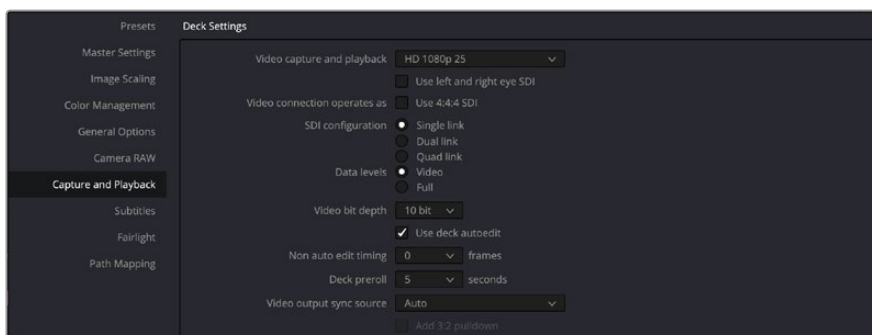 Presets
Master Settings
Image Scaling
Color Management
General Options
Camera RAW
Capture and Playback
Subtitles
Fairlight
Path Mapping
Deck Settings
Video capture and playback HD 1080p 25
Use left and right eye SDI
Video connection operates as Use 4:4:4 SDI
SDI configuration Single link
Dual link
Quad link
Data levels Video
Full
Video bit depth 10 bit
Use deck autoedit
Non auto edit timing 0 frames
Deck preroll 5 seconds
Video output sync source Auto
Add 3:2 pulldown